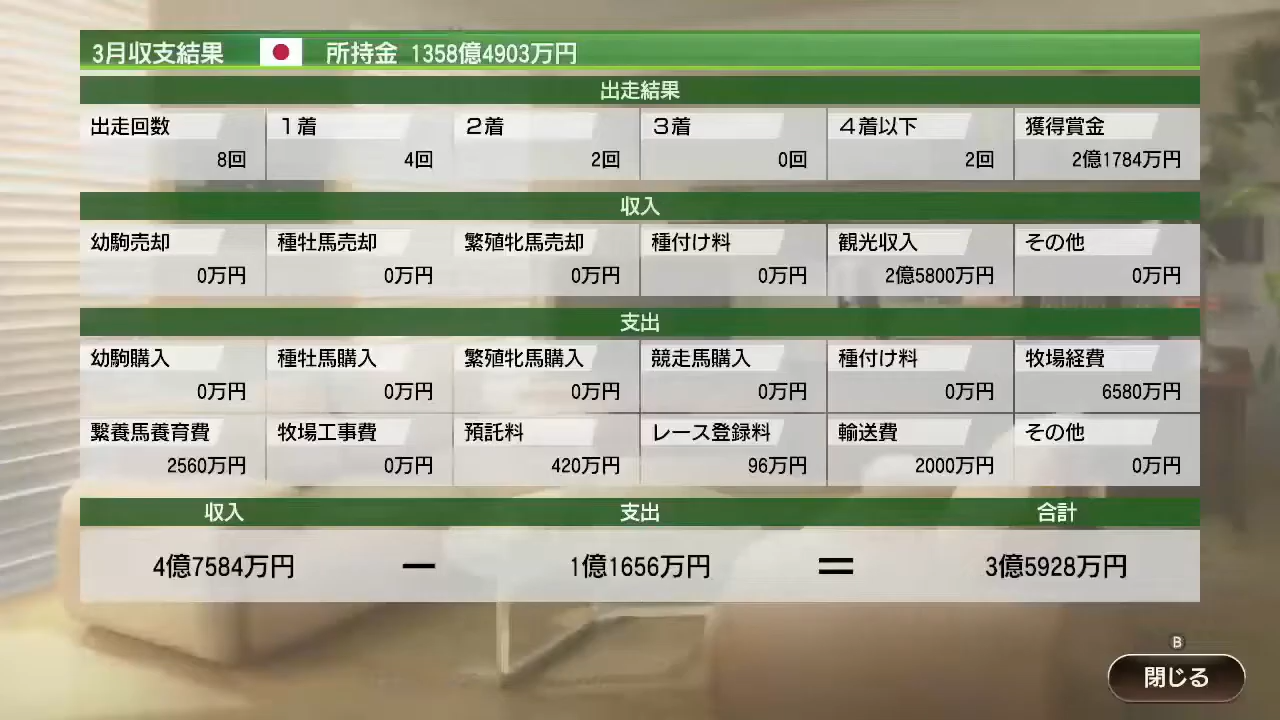 3月収支結果 所持金 1358億4903万円
出走結果
出走回数 1着 2着 3着 4着以下 獲得賞金
8回 4回 2回 0回 2回 2億1784万円
収入
幼駒売却 種牡馬売却 繁殖牝馬売却 種付け料 観光収入 その他
0万円 0万円 0万円 0万円 2億5800万円 0万円
支出
幼駒購入 種牡馬購入 繁殖牝馬購入 競走馬購入 種付け料 牧場経費
0万円 0万円 0万円 0万円 0万円 6580万円
繋養馬養育費 牧場工事費 預託料 レース登録料 輸送費 その他
2560万円 0万円 420万円 96万円 2000万円 0万円
収入 支出 合計
4億7584万円 － 1億1656万円 ＝ 3億5928万円
B
閉じる